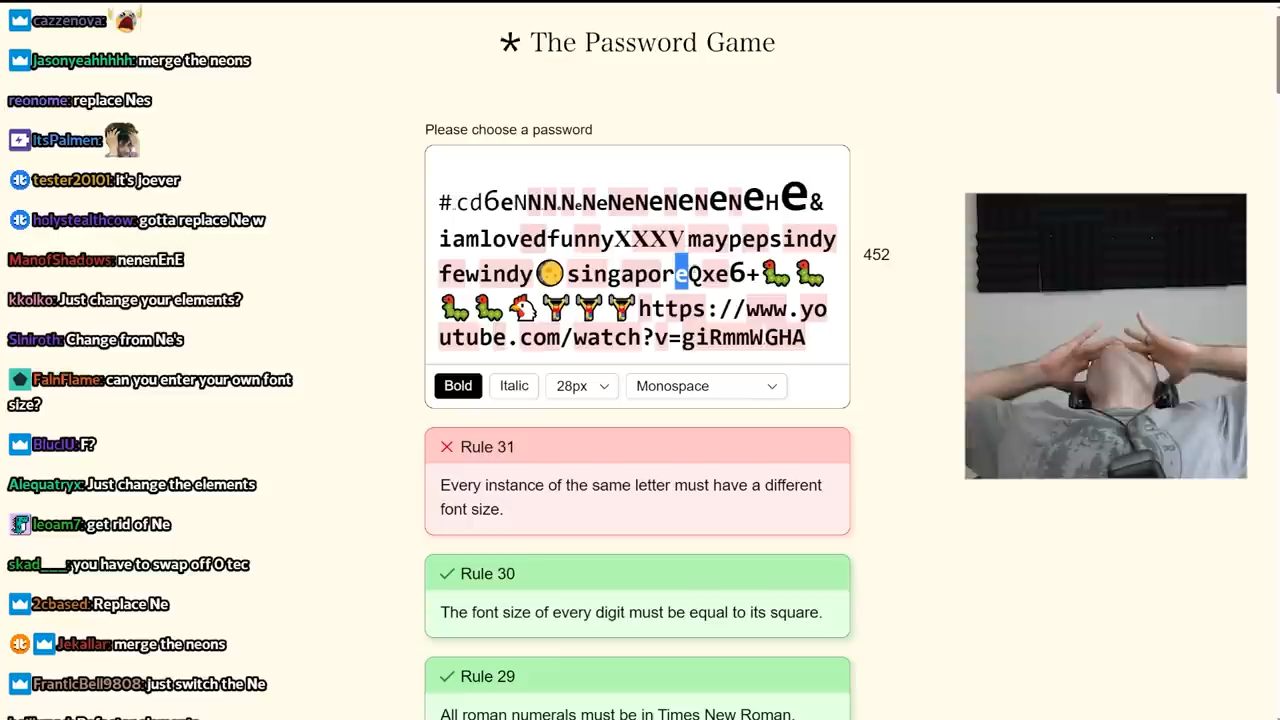 cazzenova:
Jasonyeahhhhh: merge the neons
reonome: replace Nes
ItsPalmen:
tester20101: it's Joever
holystealthcow: gotta replace Ne w
ManofShadows: nenenEnE
kkolko: Just change your elements?
Siniroth: Change from Ne's
FalnFlame: can you enter your own font
size?
BluciU: F?
Alequatryx: Just change the elements
leoam7: get rid of Ne
skad___: you have to swap off O tec
2cbased: Replace Ne
Jekallar: merge the neons
FranticBell9808: just switch the Ne
* The Password Game
Please choose a password
iamlovedfunnyXXXVmaypepsindy
fewindy🌕singaporeQxe6+🐛🐛
🐛🐛🐔🏋️🏋️🏋️https://www.yo
utube.com/watch?v=giRmmWGHA
452
Bold Italic 28px Monospace
Rule 31
Every instance of the same letter must have a different
font size.
Rule 30
The font size of every digit must be equal to its square.
Rule 29
All roman numerals must be in Times New Roman.